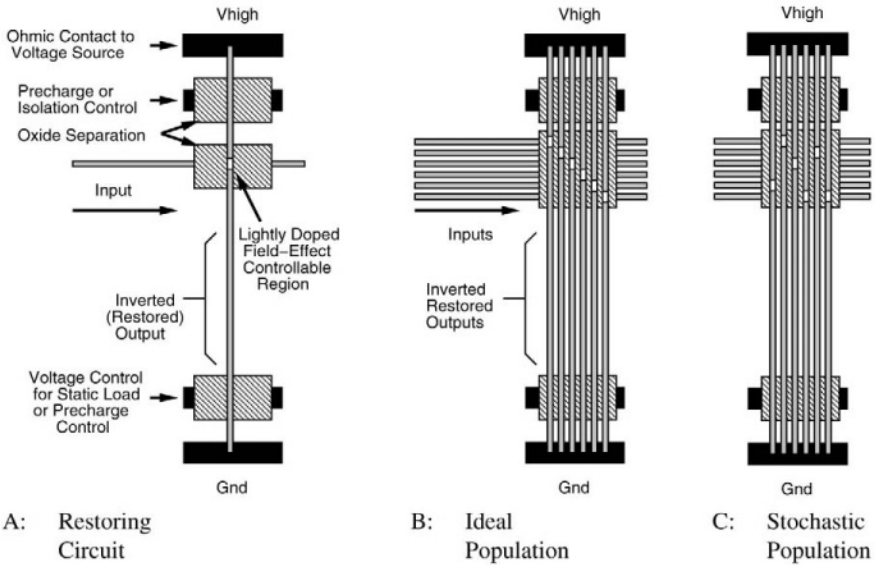 Vhigh
Ohmic Contact to
Voltage Source
Precharge or
Isolation Control
Oxide Separation
Input
Lightly Doped
Field-Effect
Controllable
Region
Inverted
(Restored)
Output
Voltage Control
for Static Load
or Precharge
Control
Gnd
A: Restoring
Circuit
Vhigh
Inputs
Inverted
Restored
Outputs
Gnd
B: Ideal
Population
Vhigh
Gnd
C: Stochastic
Population